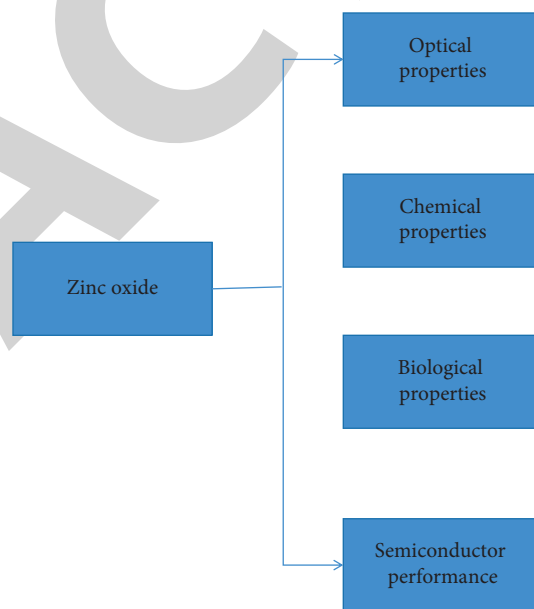 Optical
properties
Chemical
properties
Zinc oxide
Biological
properties
Semiconductor
performance